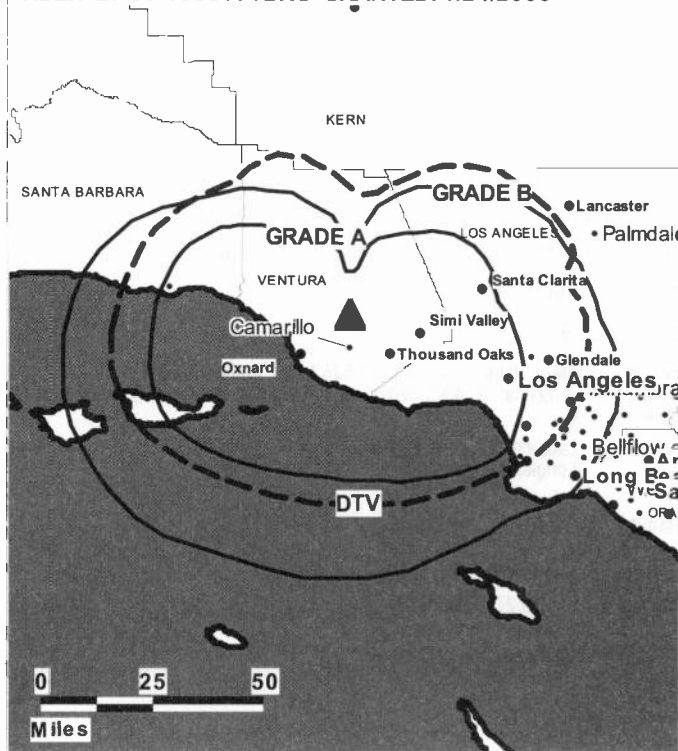 KERN
SANTA BARBARA
GRADE B
Lancaster
GRADE A
LOS ANGELES
Palmdale
VENTURA
Santa Clarita
Camarillo
Simi Valley
Oxnard
Thousand Oaks
Glendale
Los Angeles
Bellflow
Long Be
DTV
ORA
0 25 50
Miles